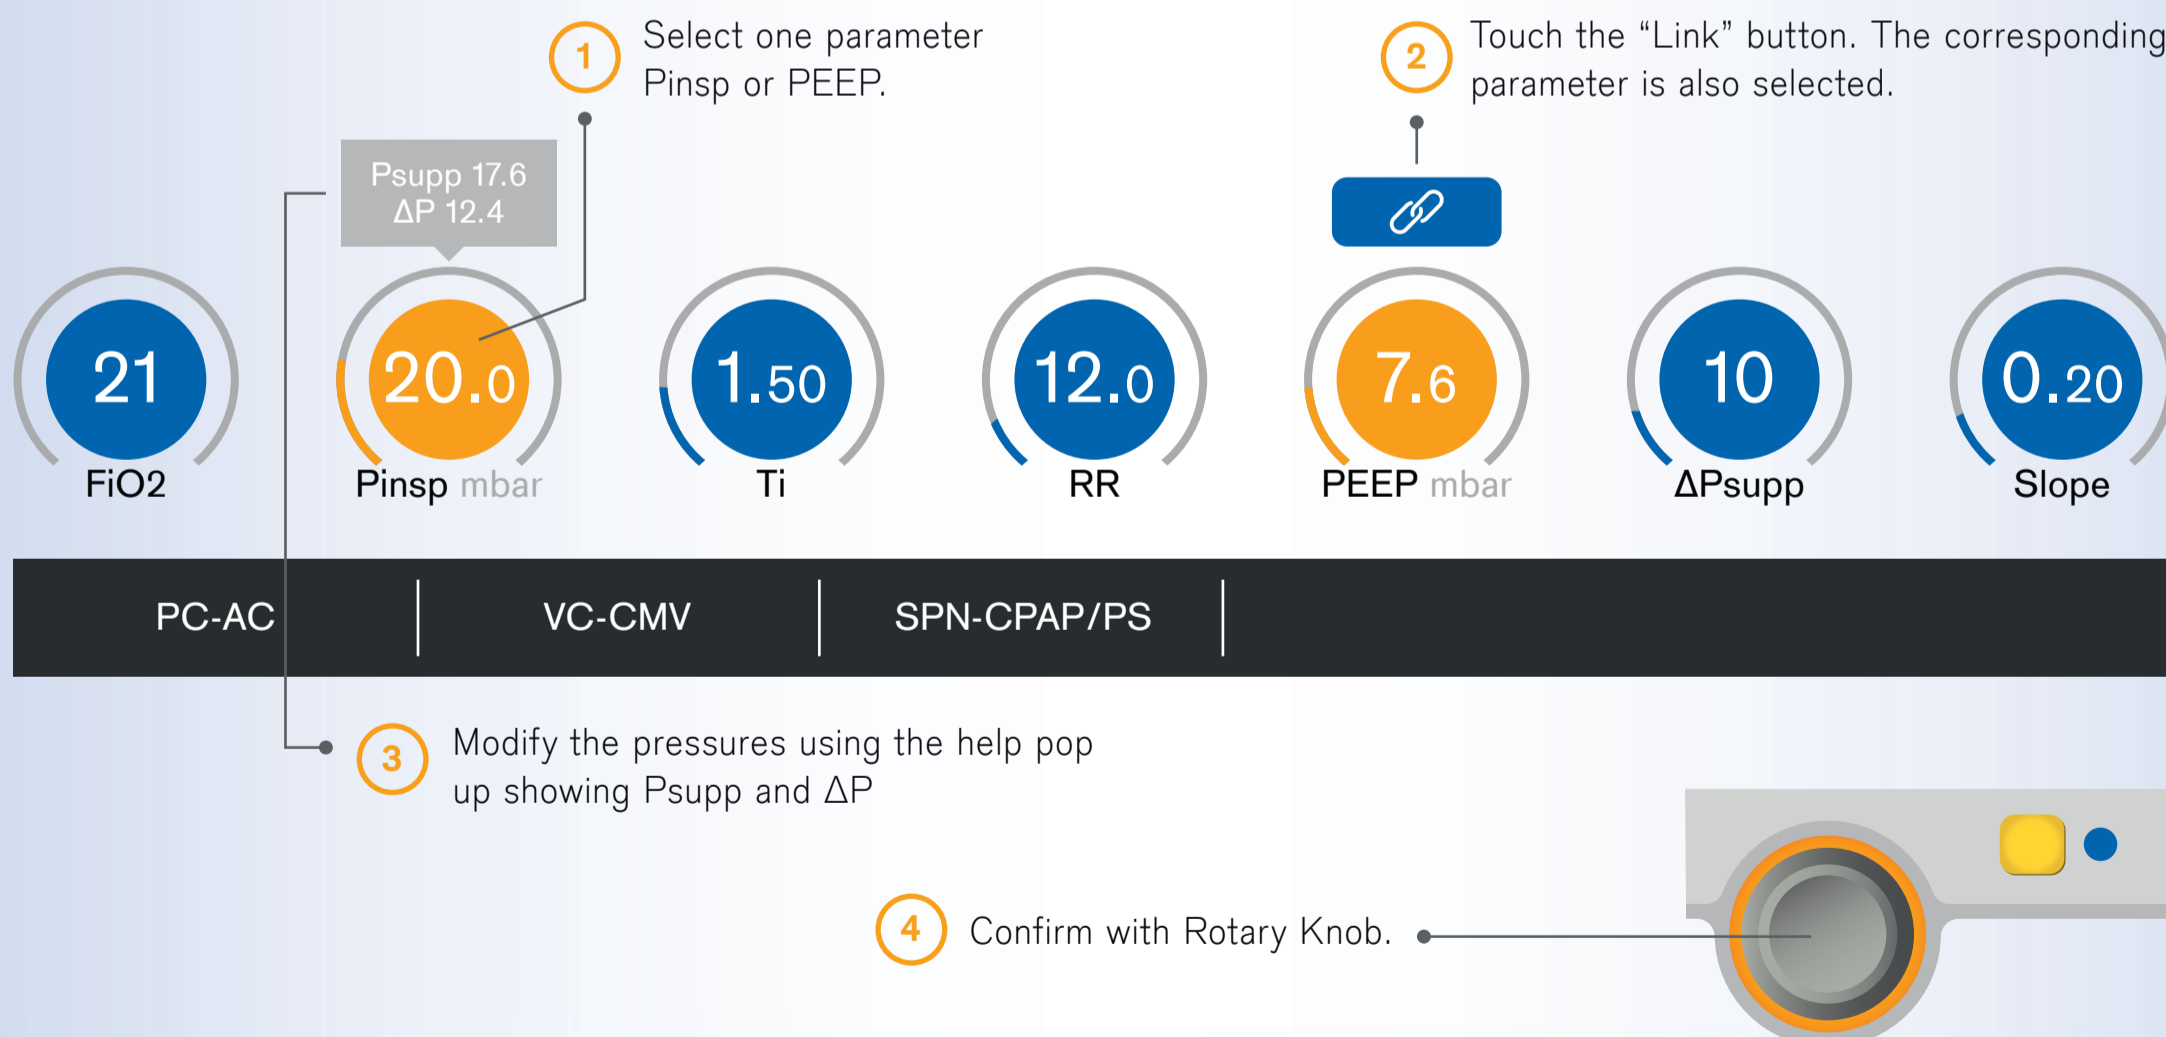 1
Select one parameter
Pinsp or PEEP.
2
Touch the “Link” button. The corresponding
parameter is also selected.
Psupp 17.6
ΔP 12.4
21
20.0
1.50
12.0
7.6
10
0.20
FiO2
Pinsp mbar
Ti
RR
PEEP mbar
ΔPsupp
Slope
PC-AC
VC-CMV
SPN-CPAP/PS
3
Modify the pressures using the help pop
up showing Psupp and ΔP
4
Confirm with Rotary Knob.